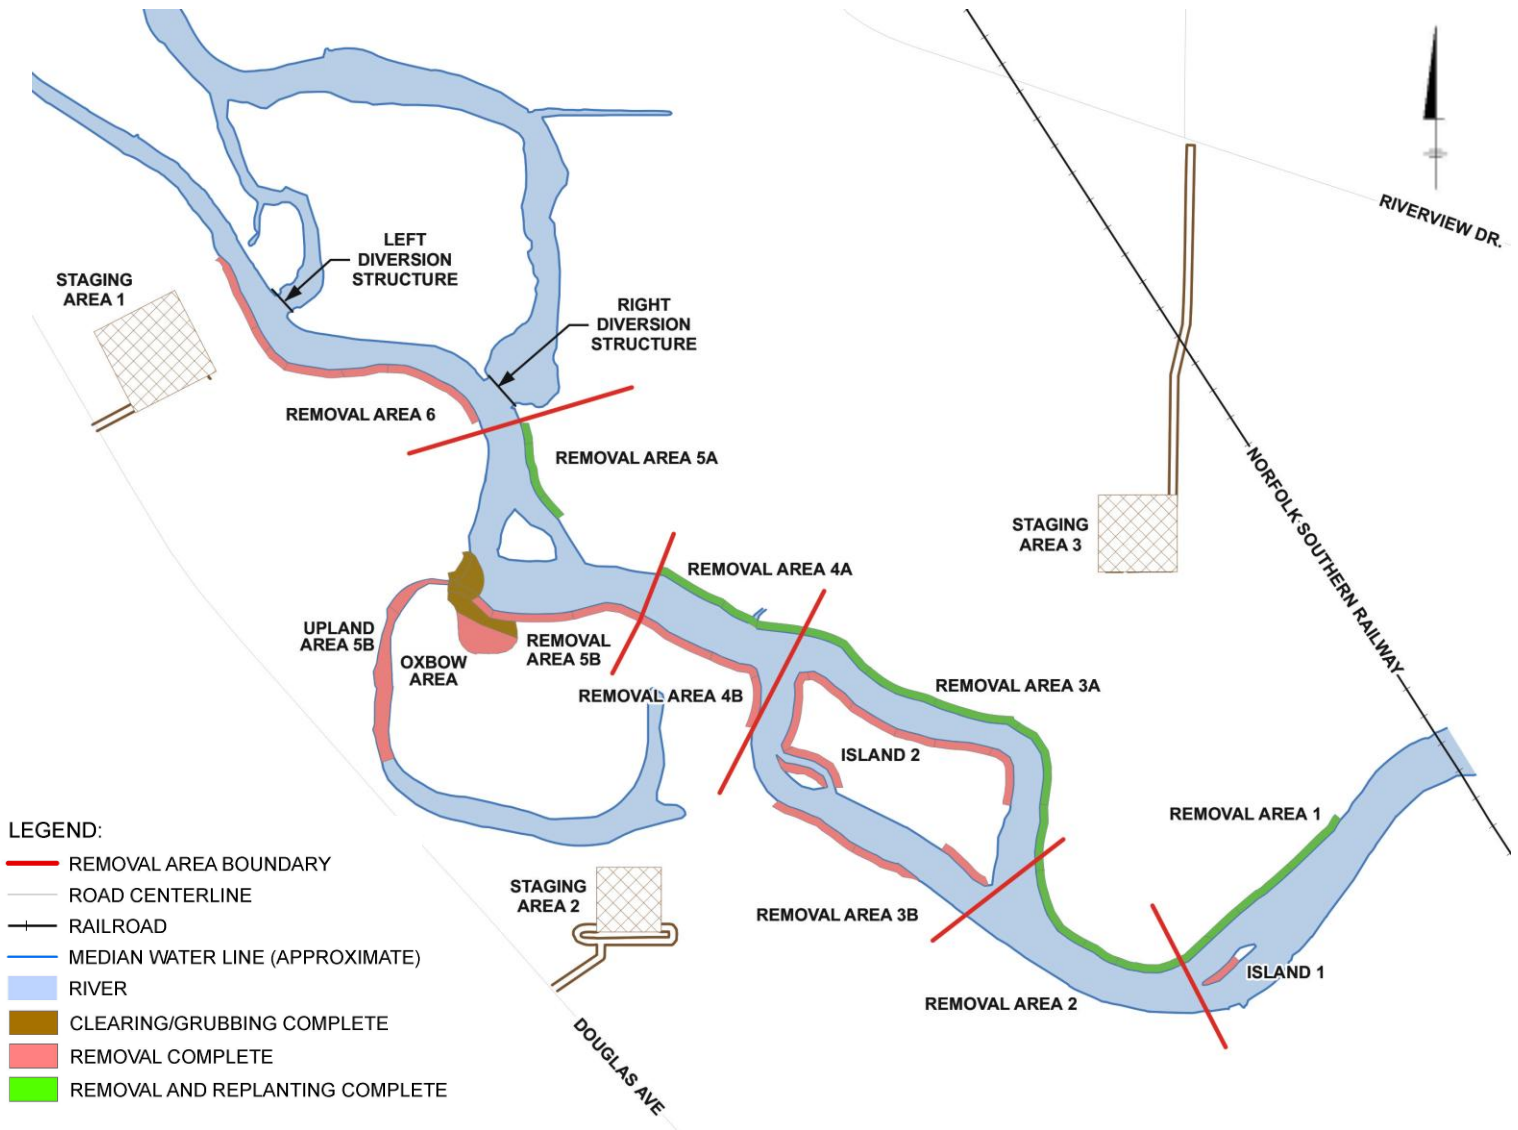 RIVERVIEW DR.
LEFT
DIVERSION
STRUCTURE
STAGING
AREA 1
RIGHT
DIVERSION
STRUCTURE
REMOVAL AREA 6
REMOVAL AREA 5A
NORFOLK SOUTHERN RAILWAY
STAGING
AREA 3
REMOVAL AREA 4A
UPLAND
AREA 5B
OXBOW
AREA
REMOVAL
AREA 5B
REMOVAL AREA 4B
REMOVAL AREA 3A
ISLAND 2
REMOVAL AREA 1
STAGING
AREA 2
REMOVAL AREA 3B
ISLAND 1
REMOVAL AREA 2
DOUGLAS AVE
LEGEND:
REMOVAL AREA BOUNDARY
ROAD CENTERLINE
RAILROAD
MEDIAN WATER LINE (APPROXIMATE)
RIVER
CLEARING/GRUBBING COMPLETE
REMOVAL COMPLETE
REMOVAL AND REPLANTING COMPLETE